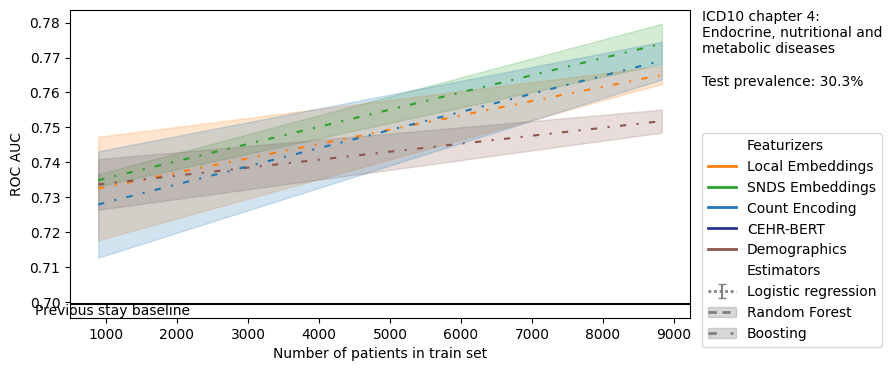 ICD10 chapter 4:
Endocrine, nutritional and
metabolic diseases
Test prevalence: 30.3%
ROC AUC
0.78
0.77
0.76
0.75
0.74
0.73
0.72
0.71
0.70
Previous stay baseline
1000 2000 3000 4000 5000 6000 7000 8000 9000
Number of patients in train set
Featurizers
Local Embeddings
SNDS Embeddings
Count Encoding
CEHR-BERT
Demographics
Estimators
Logistic regression
Random Forest
Boosting